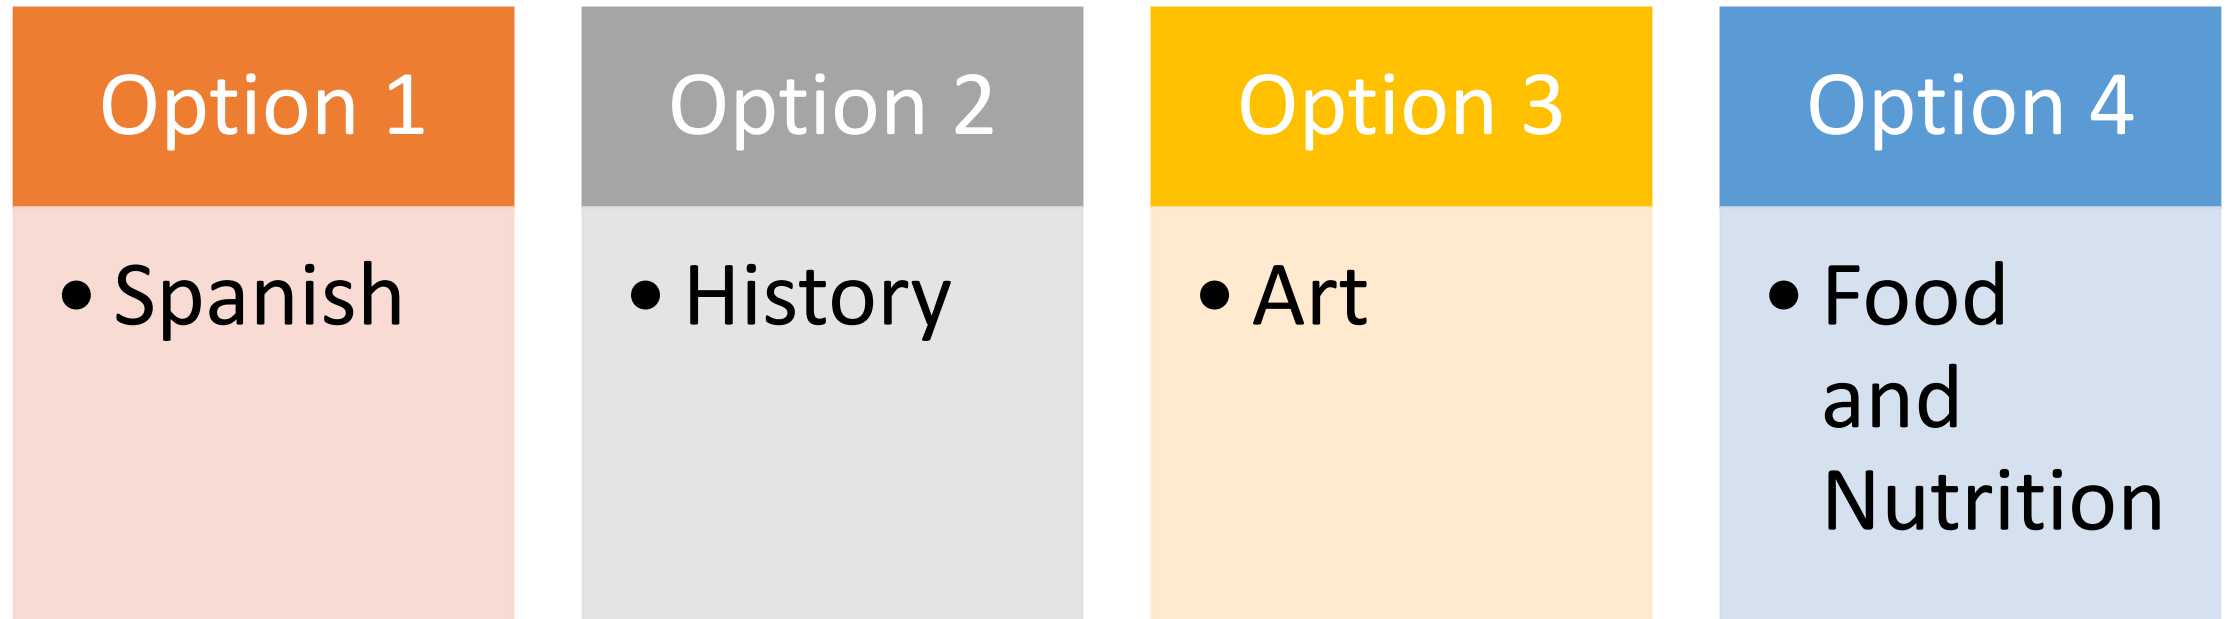 Option 1
• Spanish
Option 2
• History
Option 3
• Art
Option 4
• Food
and
Nutrition